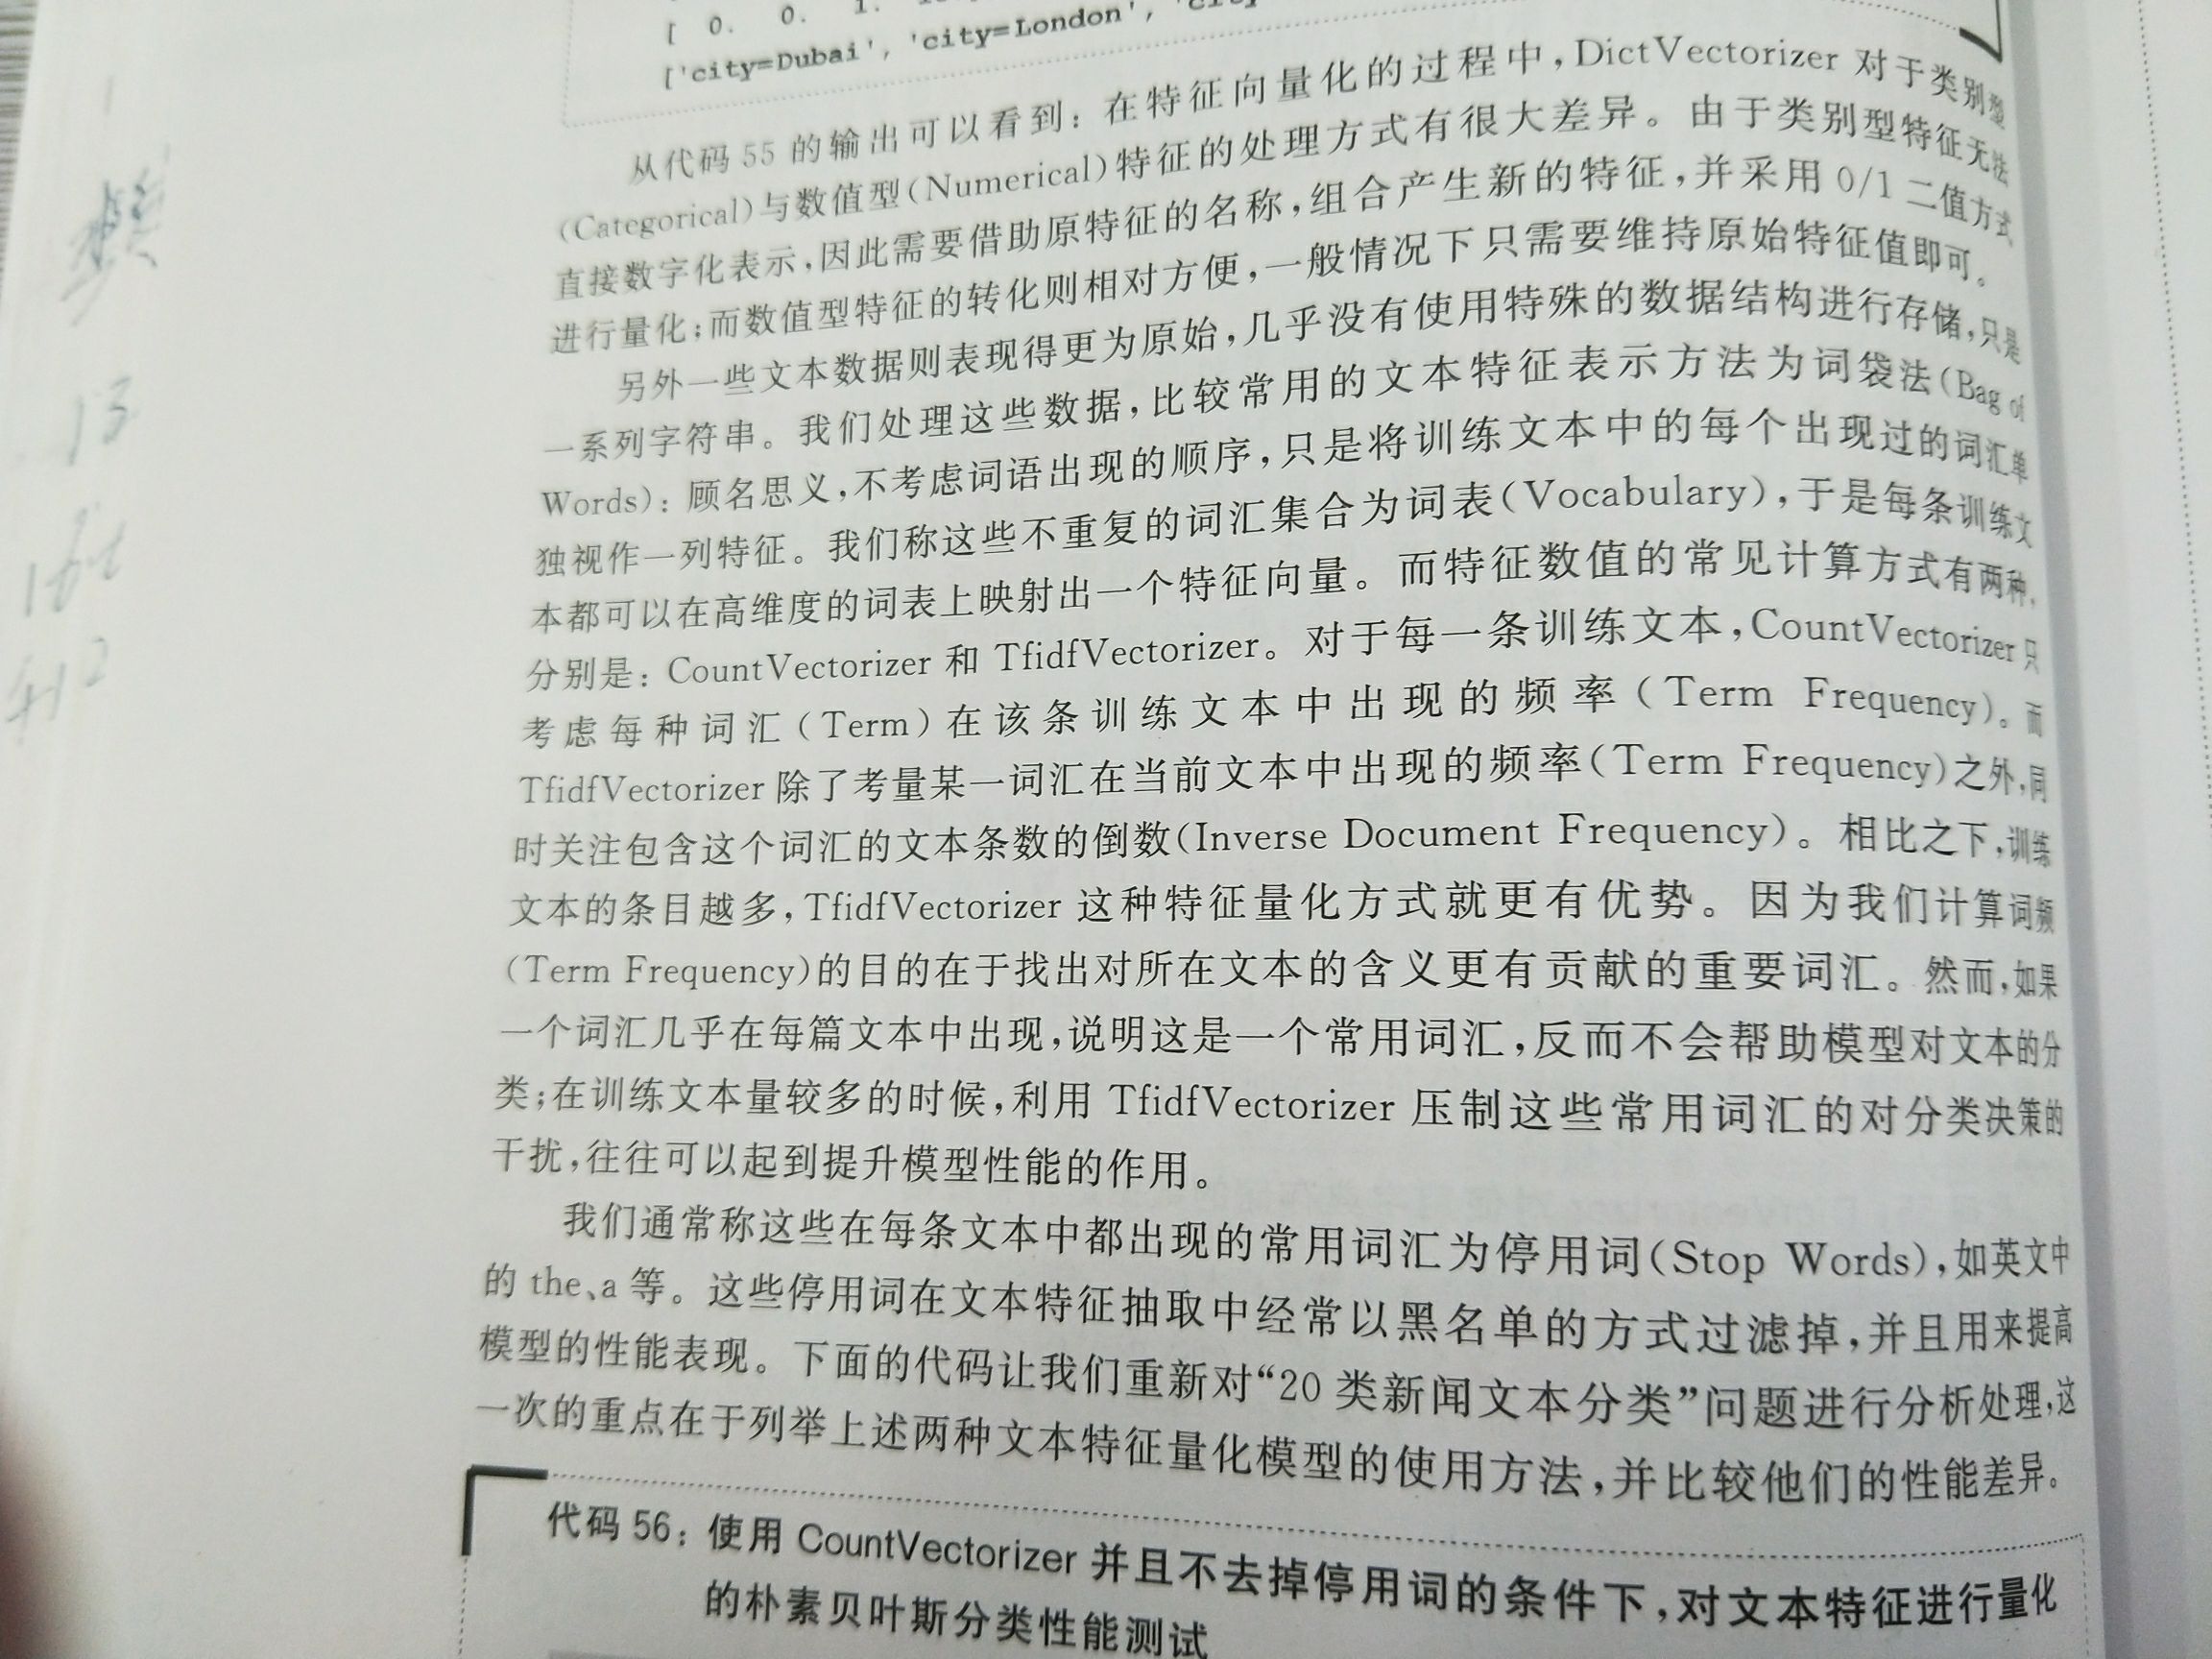 [ 0. 0. 1.
['city=Dubai', 'city=London',
从代码 55 的输出可以看到：在特征向量化的过程中，DictVectorizer 对于类别型
(Categorical)与数值型(Numerical)特征的处理方式有很大差异。由于类别型特征无法
直接数字化表示，因此需要借助原特征的名称，组合产生新的特征，并采用 0/1 二值方式
进行量化；而数值型特征的转化则相对方便，一般情况下只需要维持原始特征值即可。
另外一些文本数据则表现得更为原始，几乎没有使用特殊的数据结构进行存储，只是
一系列字符串。我们处理这些数据，比较常用的文本特征表示方法为词袋法(Bag of
Words)：顾名思义，不考虑词语出现的顺序，只是将训练文本中的每个出现过的词汇单
独视作一列特征。我们称这些不重复的词汇集合为词表(Vocabulary)，于是每条训练文
本都可以在高维度的词表上映射出一个特征向量。而特征数值的常见计算方式有两种，
分别是：CountVectorizer 和 TfidfVectorizer。对于每一条训练文本，CountVectorizer 只
考虑每种词汇(Term)在该条训练文本中出现的频率(Term Frequency)。而
TfidfVectorizer 除了考量某一词汇在当前文本中出现的频率(Term Frequency)之外，同
时关注包含这个词汇的文本条数的倒数(Inverse Document Frequency)。相比之下，训练
文本的条目越多，TfidfVectorizer 这种特征量化方式就更有优势。因为我们计算词频
(Term Frequency)的目的在于找出对所在文本的含义更有贡献的重要词汇。然而，如果
一个词汇几乎在每篇文本中出现，说明这是一个常用词汇，反而不会帮助模型对文本的分
类；在训练文本量较多的时候，利用 TfidfVectorizer 压制这些常用词汇的对分类决策的
干扰，往往可以起到提升模型性能的作用。
我们通常称这些在每条文本中都出现的常用词汇为停用词(Stop Words)，如英文中
的 the、a 等。这些停用词在文本特征抽取中经常以黑名单的方式过滤掉，并且用来提高
模型的性能表现。下面的代码让我们重新对“20 类新闻文本分类”问题进行分析处理，这
一次的重点在于列举上述两种文本特征量化模型的使用方法，并比较他们的性能差异。
代码 56：使用 CountVectorizer 并且不去掉停用词的条件下，对文本特征进行量化
的朴素贝叶斯分类性能测试